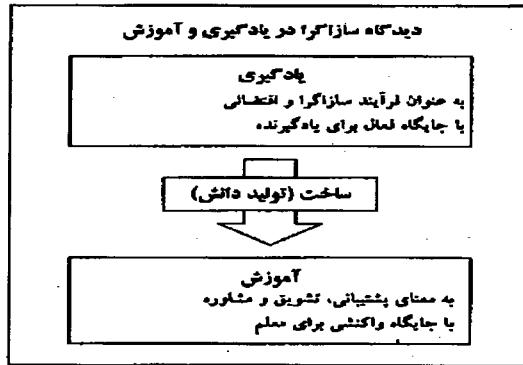 دیدگاه سازاگرا در یادگیری و آموزش
یادگیری
به عنوان فرآیند سازاگرا و اقتضائی
با جایگاه فعال برای یادگیرنده
ساخت (تولید دانش)
آموزش
به معنای پشتیبانی، تشویق و مشاوره
با جایگاه واکنشی برای معلم